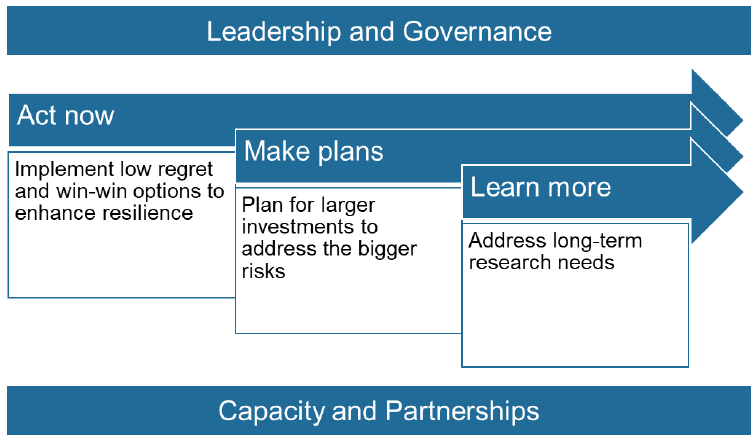 Leadership and Governance
Act now
Implement low regret
and win-win options to
enhance resilience
Make plans
Plan for larger
investments to
address the bigger
risks
Learn more
Address long-term
research needs
Capacity and Partnerships